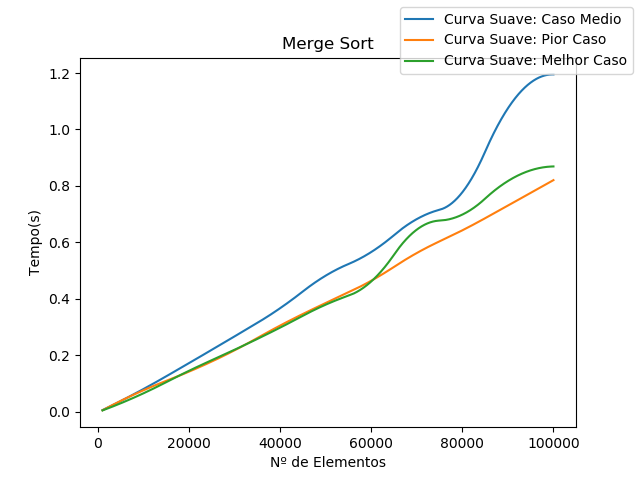 Curva Suave: Caso Medio
Curva Suave: Pior Caso
Curva Suave: Melhor Caso
Merge Sort
1.2
1.0
0.8
0.6
0.4
0.2
0.0
Tempo(s)
0 20000 40000 60000 80000 100000
Nº de Elementos